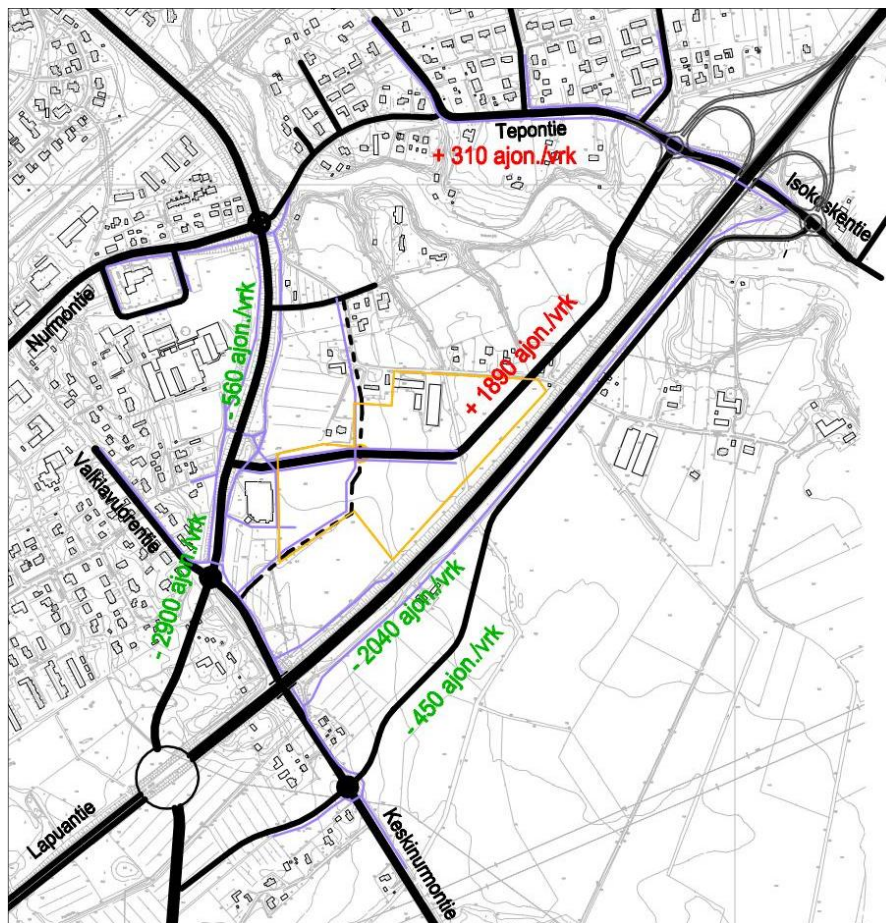 Tepontie
+ 310 ajon./vrk
Isokoskentie
Nurmontie
- 560 ajon./vrk
+ 1890 ajon./vrk
Valkiavuorentie
- 2900 ajon./vrk
- 2040 ajon./vrk
- 450 ajon./vrk
Lapuantie
Keskinurmontie